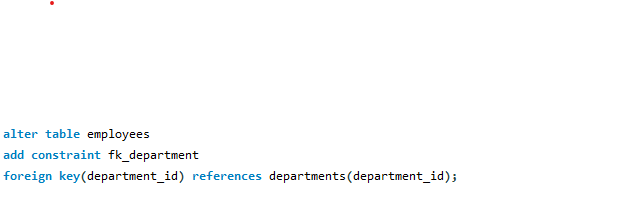 alter table employees
add constraint fk_department
foreign key(department_id) references departments(department_id);